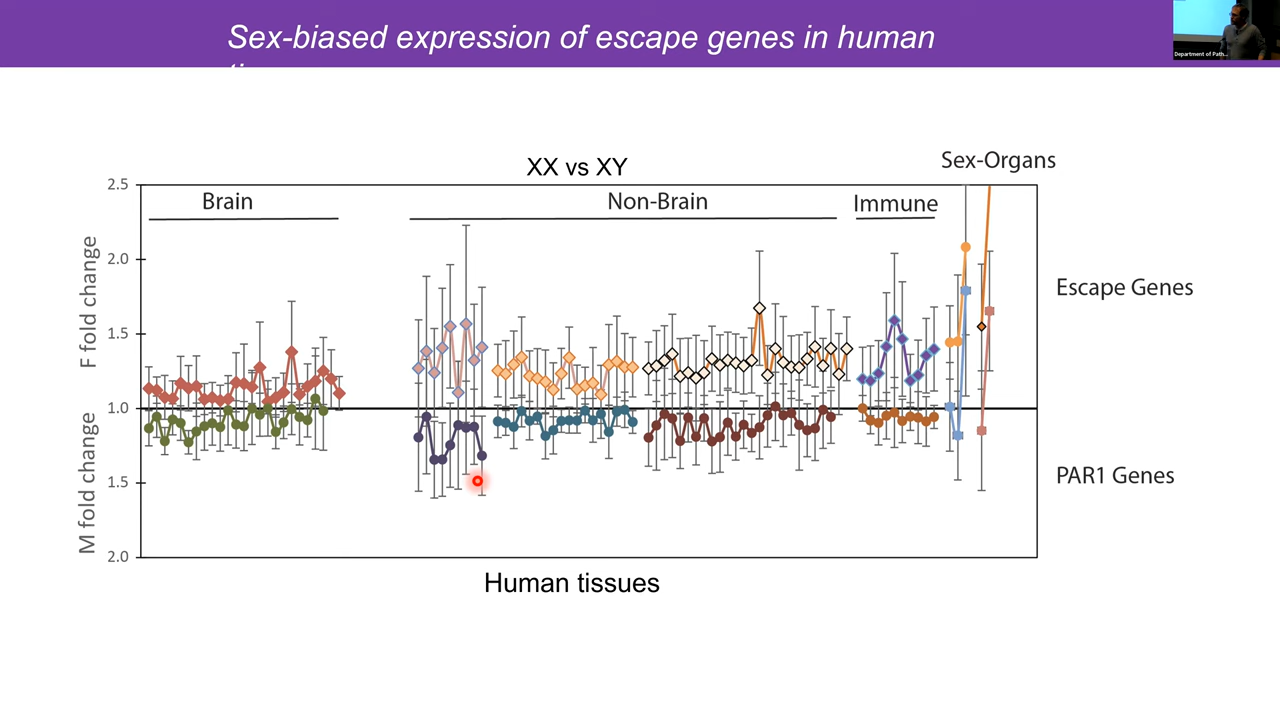 Sex-biased expression of escape genes in human
Department of Path...
XX vs XY
Sex-Organs
Brain
Non-Brain
Immune
2.5
2.0
1.5
1.0
1.5
2.0
F fold change
M fold change
Escape Genes
PAR1 Genes
Human tissues